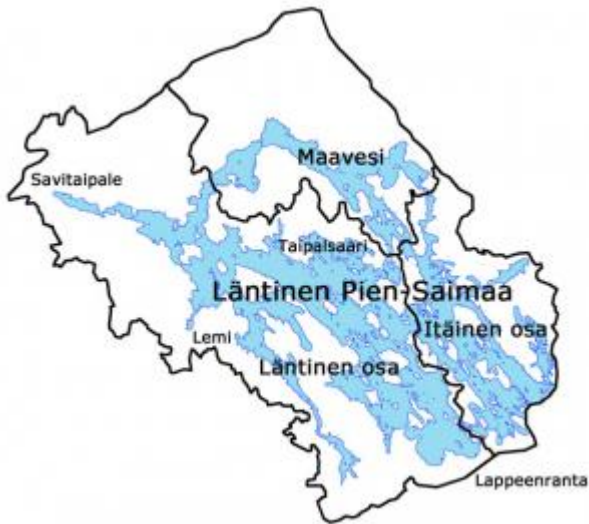 Maavesi
Savitaipale
Taipalsaari
Läntinen Pien-Saimaa
Itäinen osa
Lemi
Läntinen osa
Lappeenranta